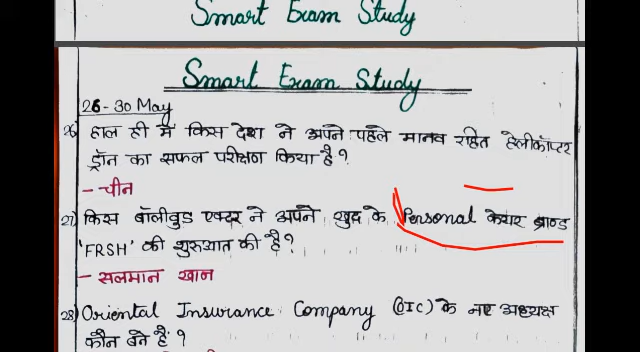 Smart Exam Study
Smart Exam Study
26-30 May
26) हाल ही में किस देश ने अपने पहले मानव रहित हेलीकॉप्टर
ड्रॉन का सफल परीक्षण किया है?
- चीन
27) किस बॉलीवुड एक्टर ने अपने खुद के Personal केयर ब्राण्ड
'FRSH' की शुरुआत की है?
- सलमान खान
28) Oriental Insurance Company (OIC) के नए अध्यक्ष
कौन बने है?